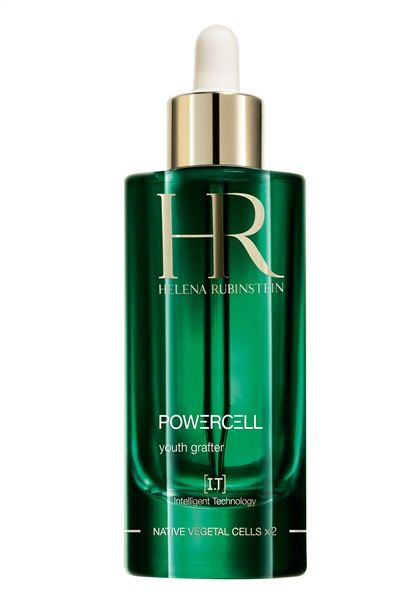 HR
HELENA RUBINSTEIN
POWERCELL
youth grafter
[I.T]
Intelligent Technology
NATIVE VEGETAL CELLS x2